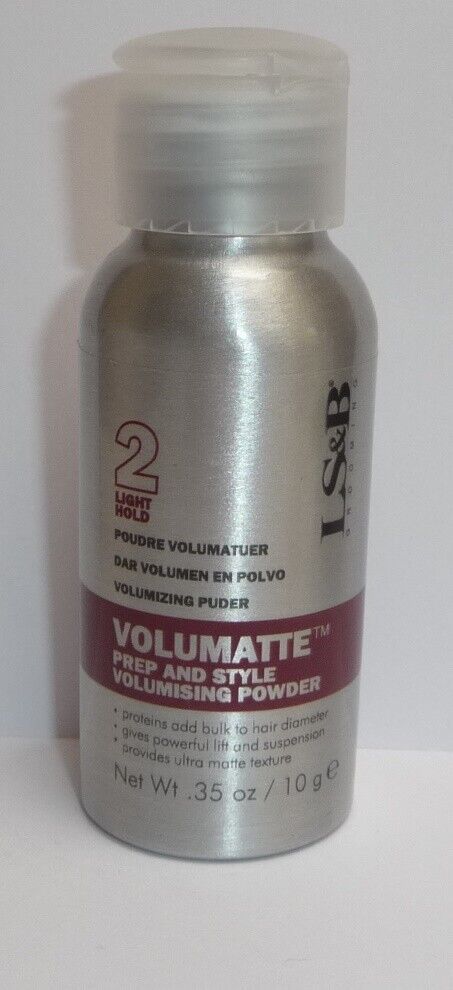 2
LIGHT
HOLD
POUDRE VOLUMATUER
DAR VOLUMEN EN POLVO
VOLUMIZING PUDER
LS&B®
GROOMING
VOLUMATTE™
PREP AND STYLE
VOLUMISING POWDER
• proteins add bulk to hair diameter
• gives powerful lift and suspension
• provides ultra matte texture
Net Wt .35 oz / 10 g ℮